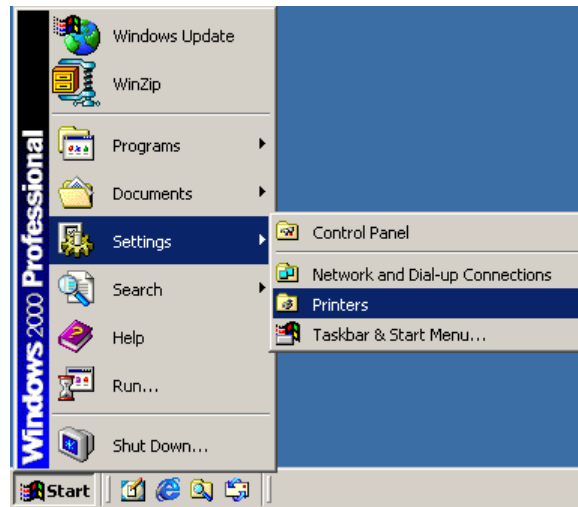 Windows Update
WinZip
Programs
Documents
Settings
Search
Help
Run...
Shut Down...
Control Panel
Network and Dial-up Connections
Printers
Taskbar & Start Menu...
Windows 2000 Professional
Start